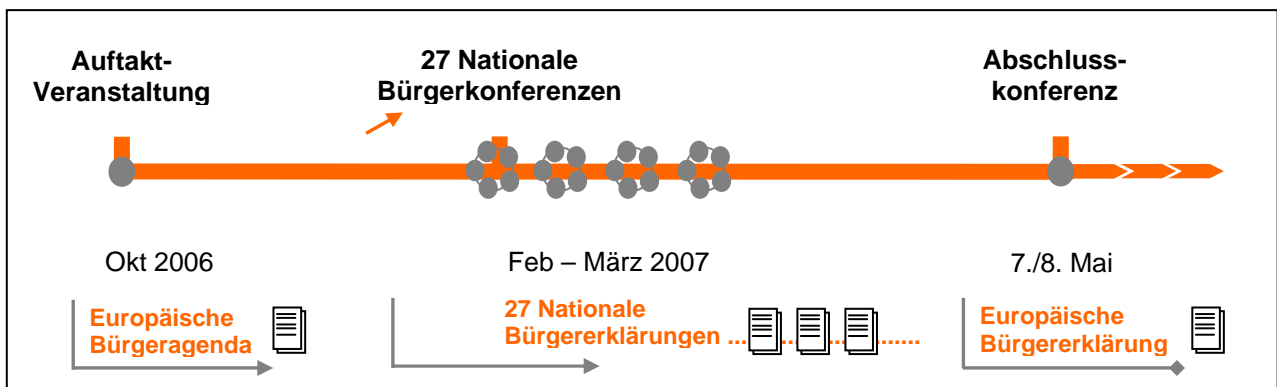 Auftakt-
Veranstaltung
27 Nationale
Bürgerkonferenzen
Abschluss-
konferenz
Okt 2006
Feb – März 2007
7./8. Mai
Europäische
Bürgeragenda
27 Nationale
Bürgererklärungen ...
Europäische
Bürgererklärung